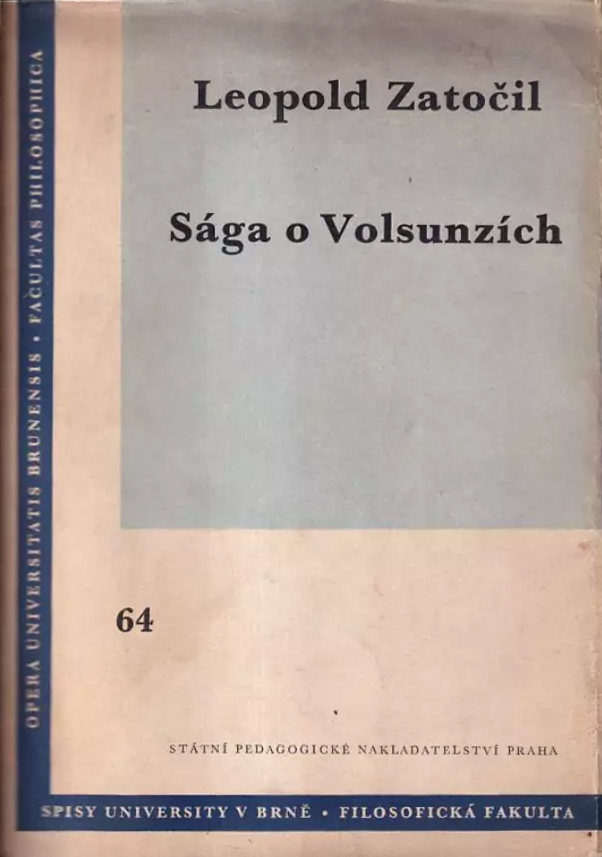 Leopold Zatočil
Sága o Volsunzích
64
STÁTNÍ PEDAGOGICKÉ NAKLADATELSTVÍ PRAHA
SPISY UNIVERSITY V BRNĚ • FILOSOFICKÁ FAKULTA
OPERA UNIVERSITATIS BRUNENSIS • FACULTAS PHILOSOPHICA